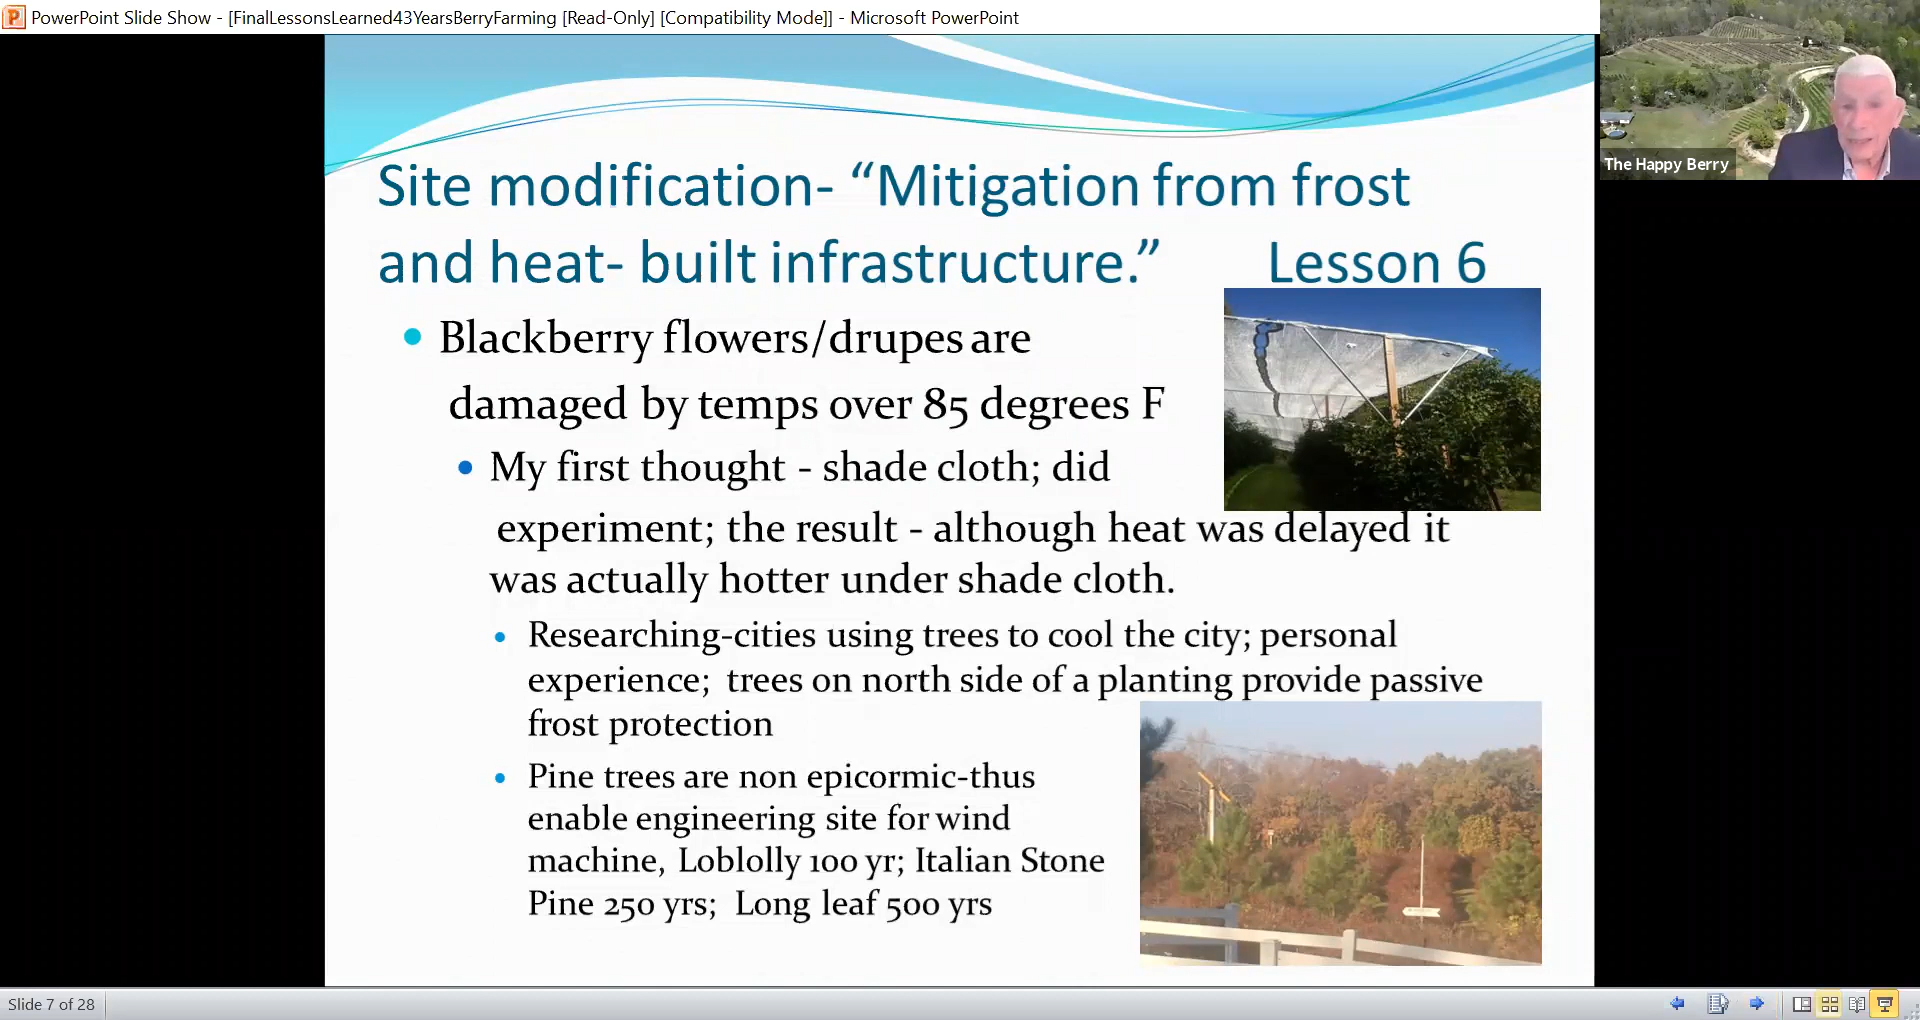 PowerPoint Slide Show - [FinalLessonsLearned43YearsBerryFarming [Read-Only] [Compatibility Mode]] - Microsoft PowerPoint
The Happy Berry
Site modification- “Mitigation from frost
and heat- built infrastructure.” Lesson 6
Blackberry flowers/drupes are
damaged by temps over 85 degrees F
My first thought - shade cloth; did
experiment; the result - although heat was delayed it
was actually hotter under shade cloth.
Researching-cities using trees to cool the city; personal
experience; trees on north side of a planting provide passive
frost protection
Pine trees are non epicormic-thus
enable engineering site for wind
machine, Loblolly 100 yr; Italian Stone
Pine 250 yrs; Long leaf 500 yrs
Slide 7 of 28